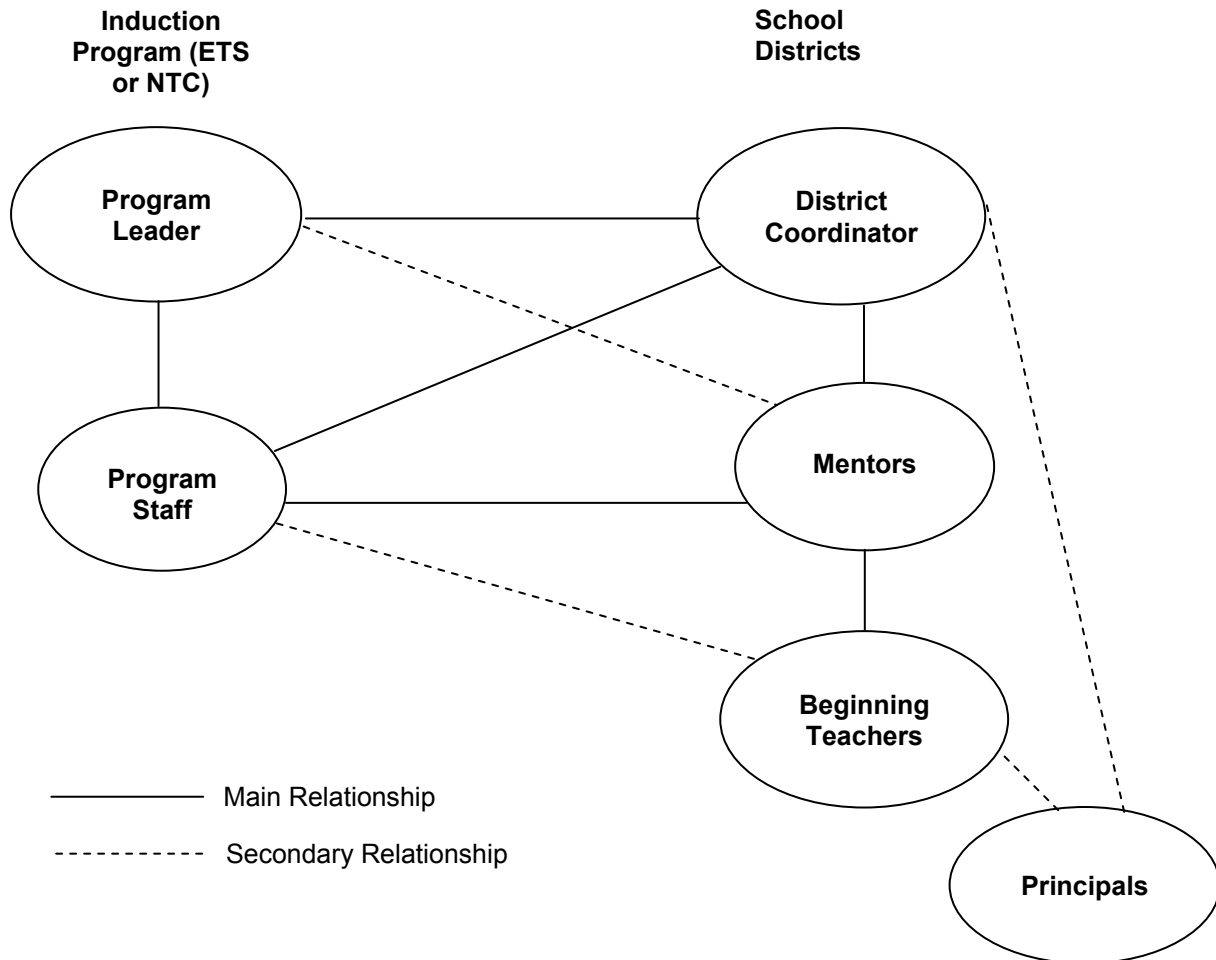 Induction
Program (ETS
or NTC)
School
Districts
Program
Leader
District
Coordinator
Program
Staff
Mentors
Beginning
Teachers
Main Relationship
Secondary Relationship
Principals